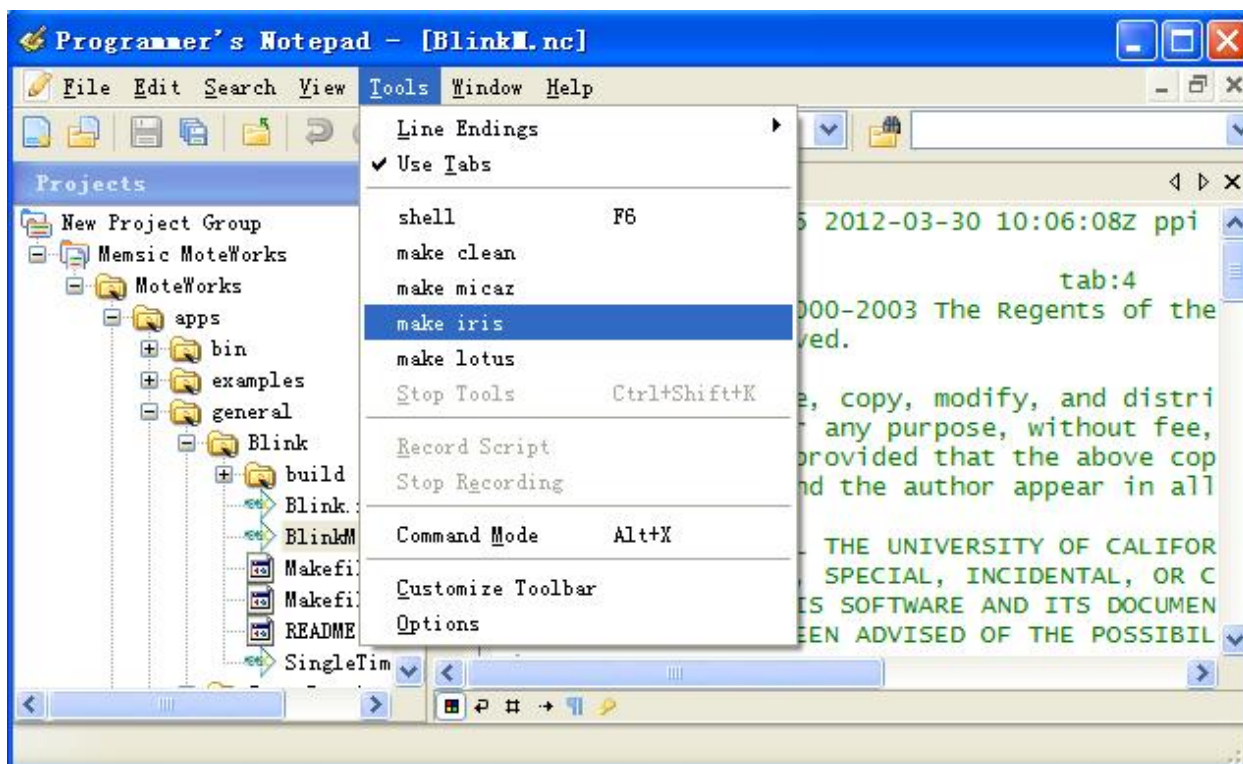 Programmer's Notepad - [BlinkM.nc]
File Edit Search View Tools Window Help
Projects
New Project Group
Memsic MoteWorks
MoteWorks
apps
bin
examples
general
Blink
build
Blink.
BlinkM
Makefi
Makefi
README
SingleTim
Line Endings
Use Tabs
shell F6
make clean
make micaz
make iris
make lotus
Stop Tools Ctrl+Shift+K
Record Script
Stop Recording
Command Mode Alt+X
Customize Toolbar
Options
2012-03-30 10:06:08Z ppi
tab:4
000-2003 The Regents of the
ved.
e, copy, modify, and distri
any purpose, without fee,
provided that the above cop
nd the author appear in all
THE UNIVERSITY OF CALIFOR
, SPECIAL, INCIDENTAL, OR C
IS SOFTWARE AND ITS DOCUMEN
EEN ADVISED OF THE POSSIBIL